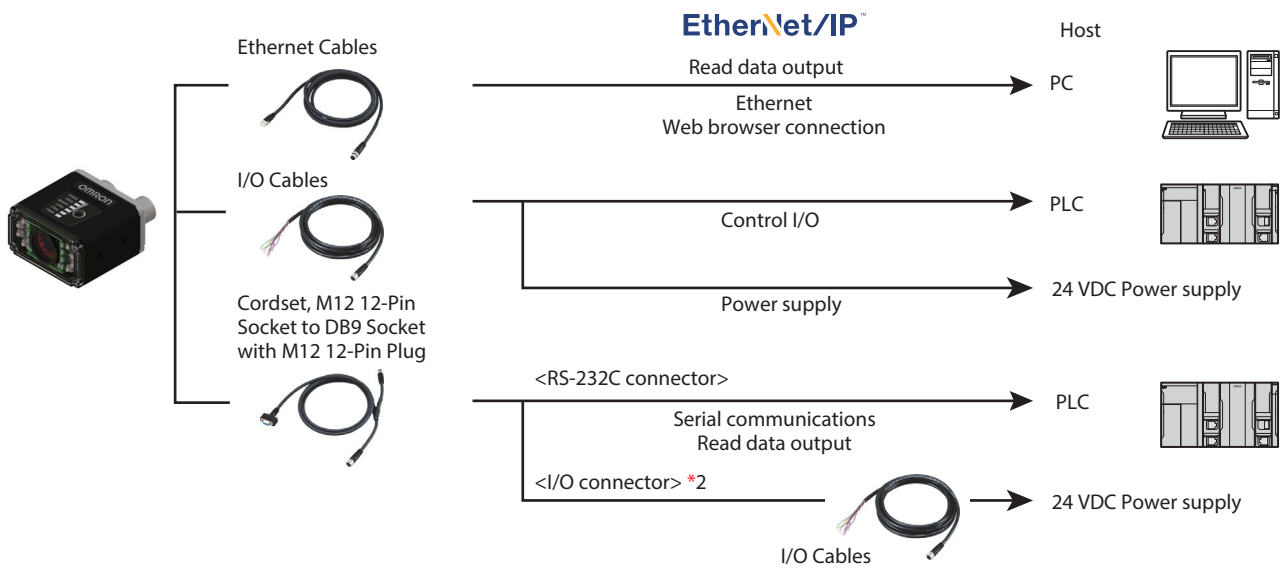 EtherNet/IP™
Host
Ethernet Cables
Read data output
PC
Ethernet
Web browser connection
OMRON
I/O Cables
PLC
Control I/O
24 VDC Power supply
Power supply
Cordset, M12 12-Pin
Socket to DB9 Socket
with M12 12-Pin Plug
<RS-232C connector>
PLC
Serial communications
Read data output
<I/O connector> *2
24 VDC Power supply
I/O Cables